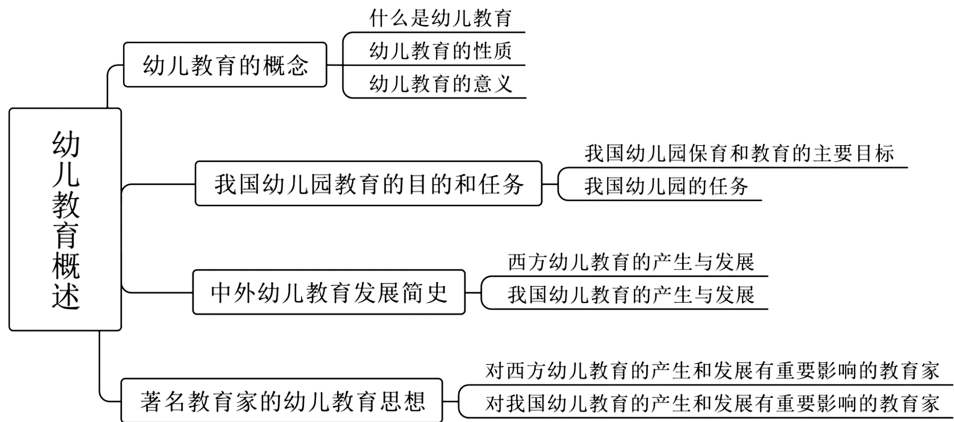 幼儿教育概述
幼儿教育的概念
什么是幼儿教育
幼儿教育的性质
幼儿教育的意义
我国幼儿园教育的目的和任务
我国幼儿园保育和教育的主要目标
我国幼儿园的任务
中外幼儿教育发展简史
西方幼儿教育的产生与发展
我国幼儿教育的产生与发展
著名教育家的幼儿教育思想
对西方幼儿教育的产生和发展有重要影响的教育家
对我国幼儿教育的产生和发展有重要影响的教育家